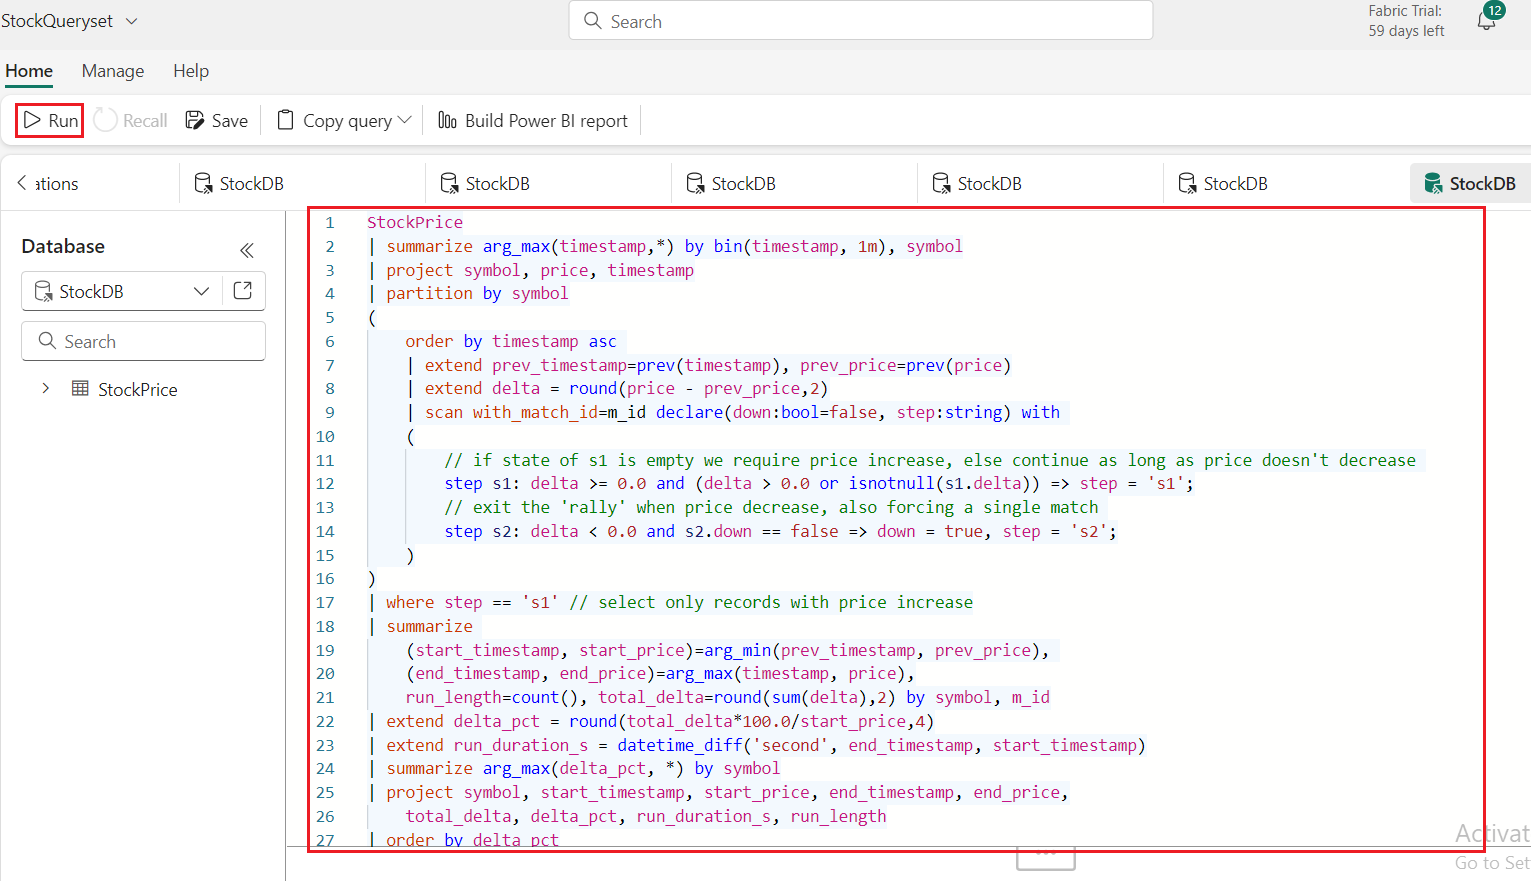 StockQueryset
Search
Fabric Trial:
59 days left
12
Home Manage Help
Run Recall Save Copy query Build Power BI report
ations StockDB StockDB StockDB StockDB StockDB StockDB
Database
StockDB
Search
StockPrice
1 StockPrice
2 | summarize arg_max(timestamp,*) by bin(timestamp, 1m), symbol
3 | project symbol, price, timestamp
4 | partition by symbol
5 (
6 order by timestamp asc
7 | extend prev_timestamp=prev(timestamp), prev_price=prev(price)
8 | extend delta = round(price - prev_price,2)
9 | scan with_match_id=m_id declare(down:bool=false, step:string) with
10 (
11 // if state of s1 is empty we require price increase, else continue as long as price doesn't decrease
12 step s1: delta >= 0.0 and (delta > 0.0 or isnotnull(s1.delta)) => step = 's1';
13 // exit the 'rally' when price decrease, also forcing a single match
14 step s2: delta < 0.0 and s2.down == false => down = true, step = 's2';
15 )
16 )
17 | where step == 's1' // select only records with price increase
18 | summarize
19 (start_timestamp, start_price)=arg_min(prev_timestamp, prev_price),
20 (end_timestamp, end_price)=arg_max(timestamp, price),
21 run_length=count(), total_delta=round(sum(delta),2) by symbol, m_id
22 | extend delta_pct = round(total_delta*100.0/start_price,4)
23 | extend run_duration_s = datetime_diff('second', end_timestamp, start_timestamp)
24 | summarize arg_max(delta_pct, *) by symbol
25 | project symbol, start_timestamp, start_price, end_timestamp, end_price,
26 total_delta, delta_pct, run_duration_s, run_length
27 | order by delta_pct
Activat
Go to Set